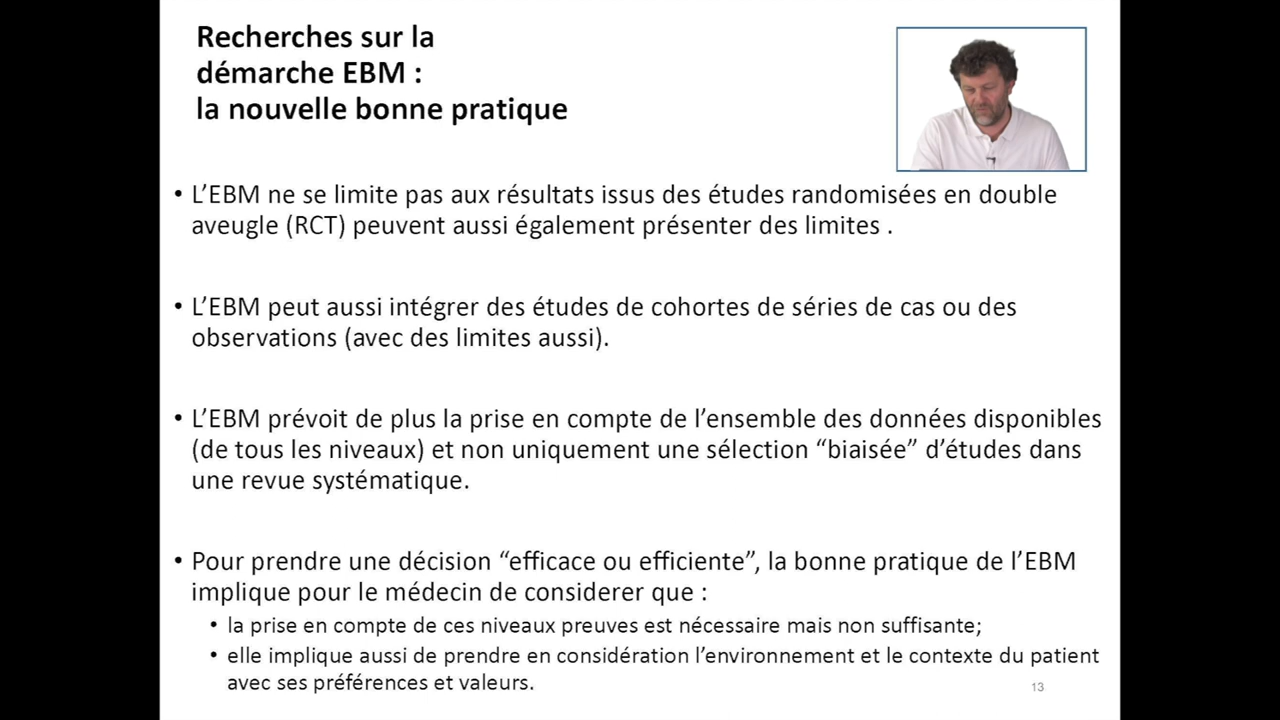 Recherches sur la
démarche EBM :
la nouvelle bonne pratique
• L’EBM ne se limite pas aux résultats issus des études randomisées en double
aveugle (RCT) peuvent aussi également présenter des limites .
• L’EBM peut aussi intégrer des études de cohortes de séries de cas ou des
observations (avec des limites aussi).
• L’EBM prévoit de plus la prise en compte de l’ensemble des données disponibles
(de tous les niveaux) et non uniquement une sélection “biaisée” d’études dans
une revue systématique.
• Pour prendre une décision “efficace ou efficiente”, la bonne pratique de l’EBM
implique pour le médecin de considerer que :
• la prise en compte de ces niveaux preuves est nécessaire mais non suffisante;
• elle implique aussi de prendre en considération l’environnement et le contexte du patient
avec ses préférences et valeurs.
13